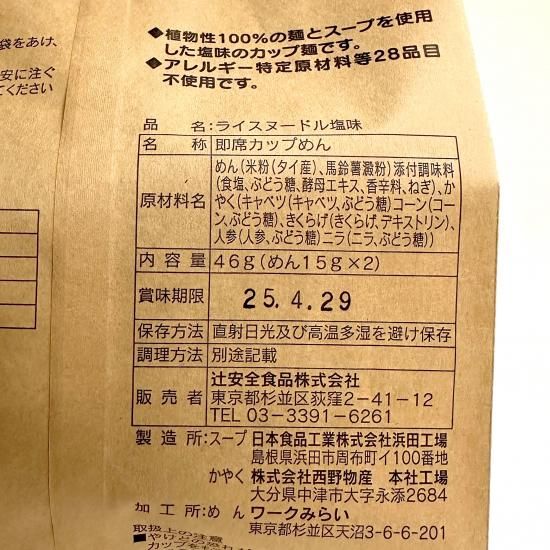 袋をあけ、
安に注ぐ
てください
◆植物性100%の麺とスープを使用
した塩味のカップ麺です。
◆アレルギー特定原材料等28品目
不使用です。
品名:ライスヌードル塩味
名称 即席カップめん
原材料名 めん(米粉(タイ産)、馬鈴薯澱粉)添付調味料
(食塩、ぶどう糖、酵母エキス、香辛料、ねぎ)、か
やく(キャベツ(キャベツ、ぶどう糖)コーン(コー
ン、ぶどう糖)、きくらげ(きくらげ、デキストリン)、
人参(人参、ぶどう糖)ニラ(ニラ、ぶどう糖))
内容量 46g(めん15g×2)
賞味期限 25.4.29
保存方法 直射日光及び高温多湿を避け保存
調理方法 別途記載
販売者 辻安全食品株式会社
東京都杉並区荻窪2-41-12
TEL 03-3391-6261
製造所:スープ 日本食品工業株式会社浜田工場
島根県浜田市周布町イ100番地
かやく 株式会社西野物産 本社工場
大分県中津市大字永添2684
加工所:めん ワークみらい
東京都杉並区天沼3-6-6-201
取扱上の注意